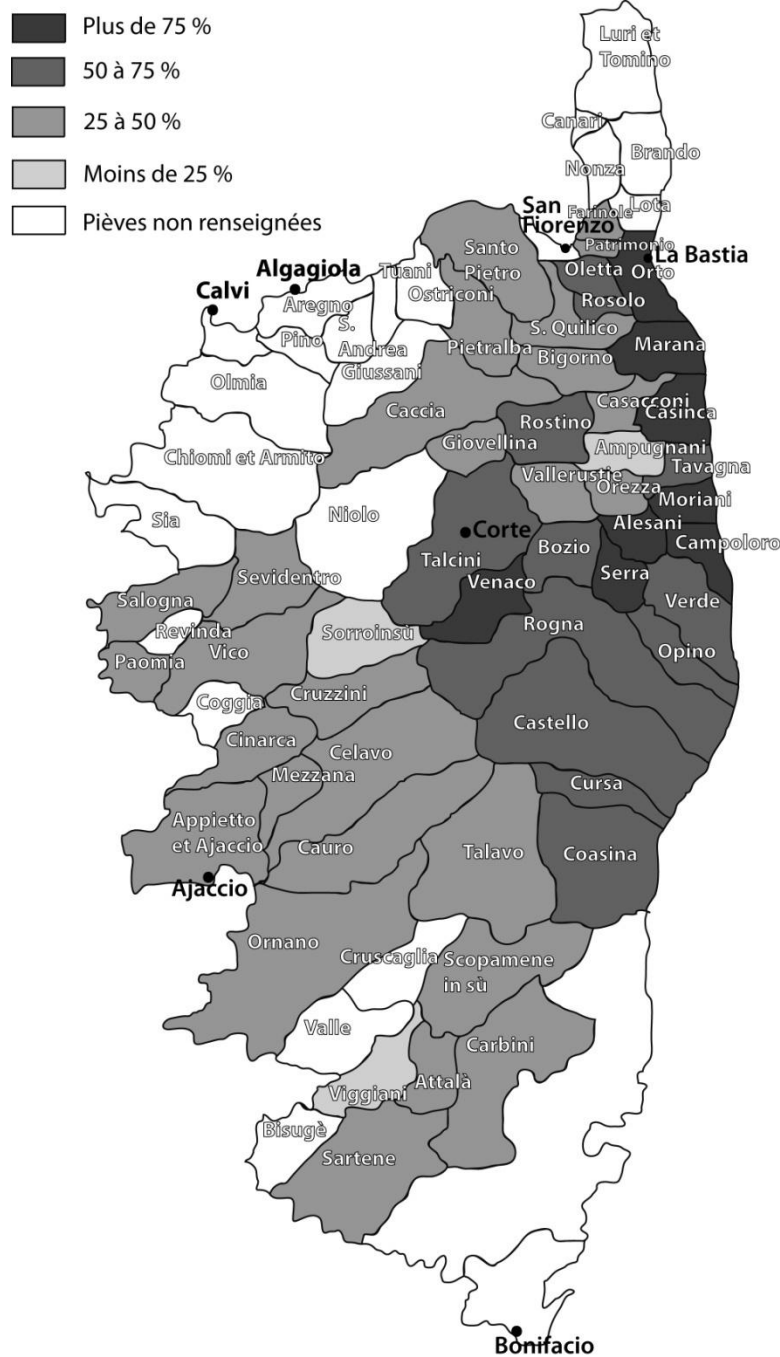 Plus de 75 %
50 à 75 %
25 à 50 %
Moins de 25 %
Pièves non renseignées
Luri et
Tomino
Canari
Brando
Nonza
San
Fiorenzo
Farinole
Lota
Patrimonio
La Bastia
Santo
Pietro
Oletta
Orto
Calvi
Algagiola
Tuani
Ostriconi
Rosolo
Aregno
S.
Andrea
Pino
S. Quilico
Marana
Pietralba
Bigorno
Giussani
Olmia
Caccia
Casacconi
Casinca
Rostino
Giovellina
Ampugnani
Chiomi et Armito
Tavagna
Vallerustie
Orezza
Moriani
Sia
Niolo
Corte
Alesani
Campoloro
Talcini
Bozio
Serra
Venaco
Sevidentro
Verde
Salogna
Revinda
Vico
Sorroinsù
Rogna
Opino
Paomia
Coggia
Cruzzini
Castello
Cinarca
Celavo
Mezzana
Cursa
Appietto
et Ajaccio
Cauro
Talavo
Coasina
Ajaccio
Ornano
Cruscaglia
Scopamene
in sù
Valle
Carbini
Attalà
Viggiani
Bisugè
Sartene
Bonifacio